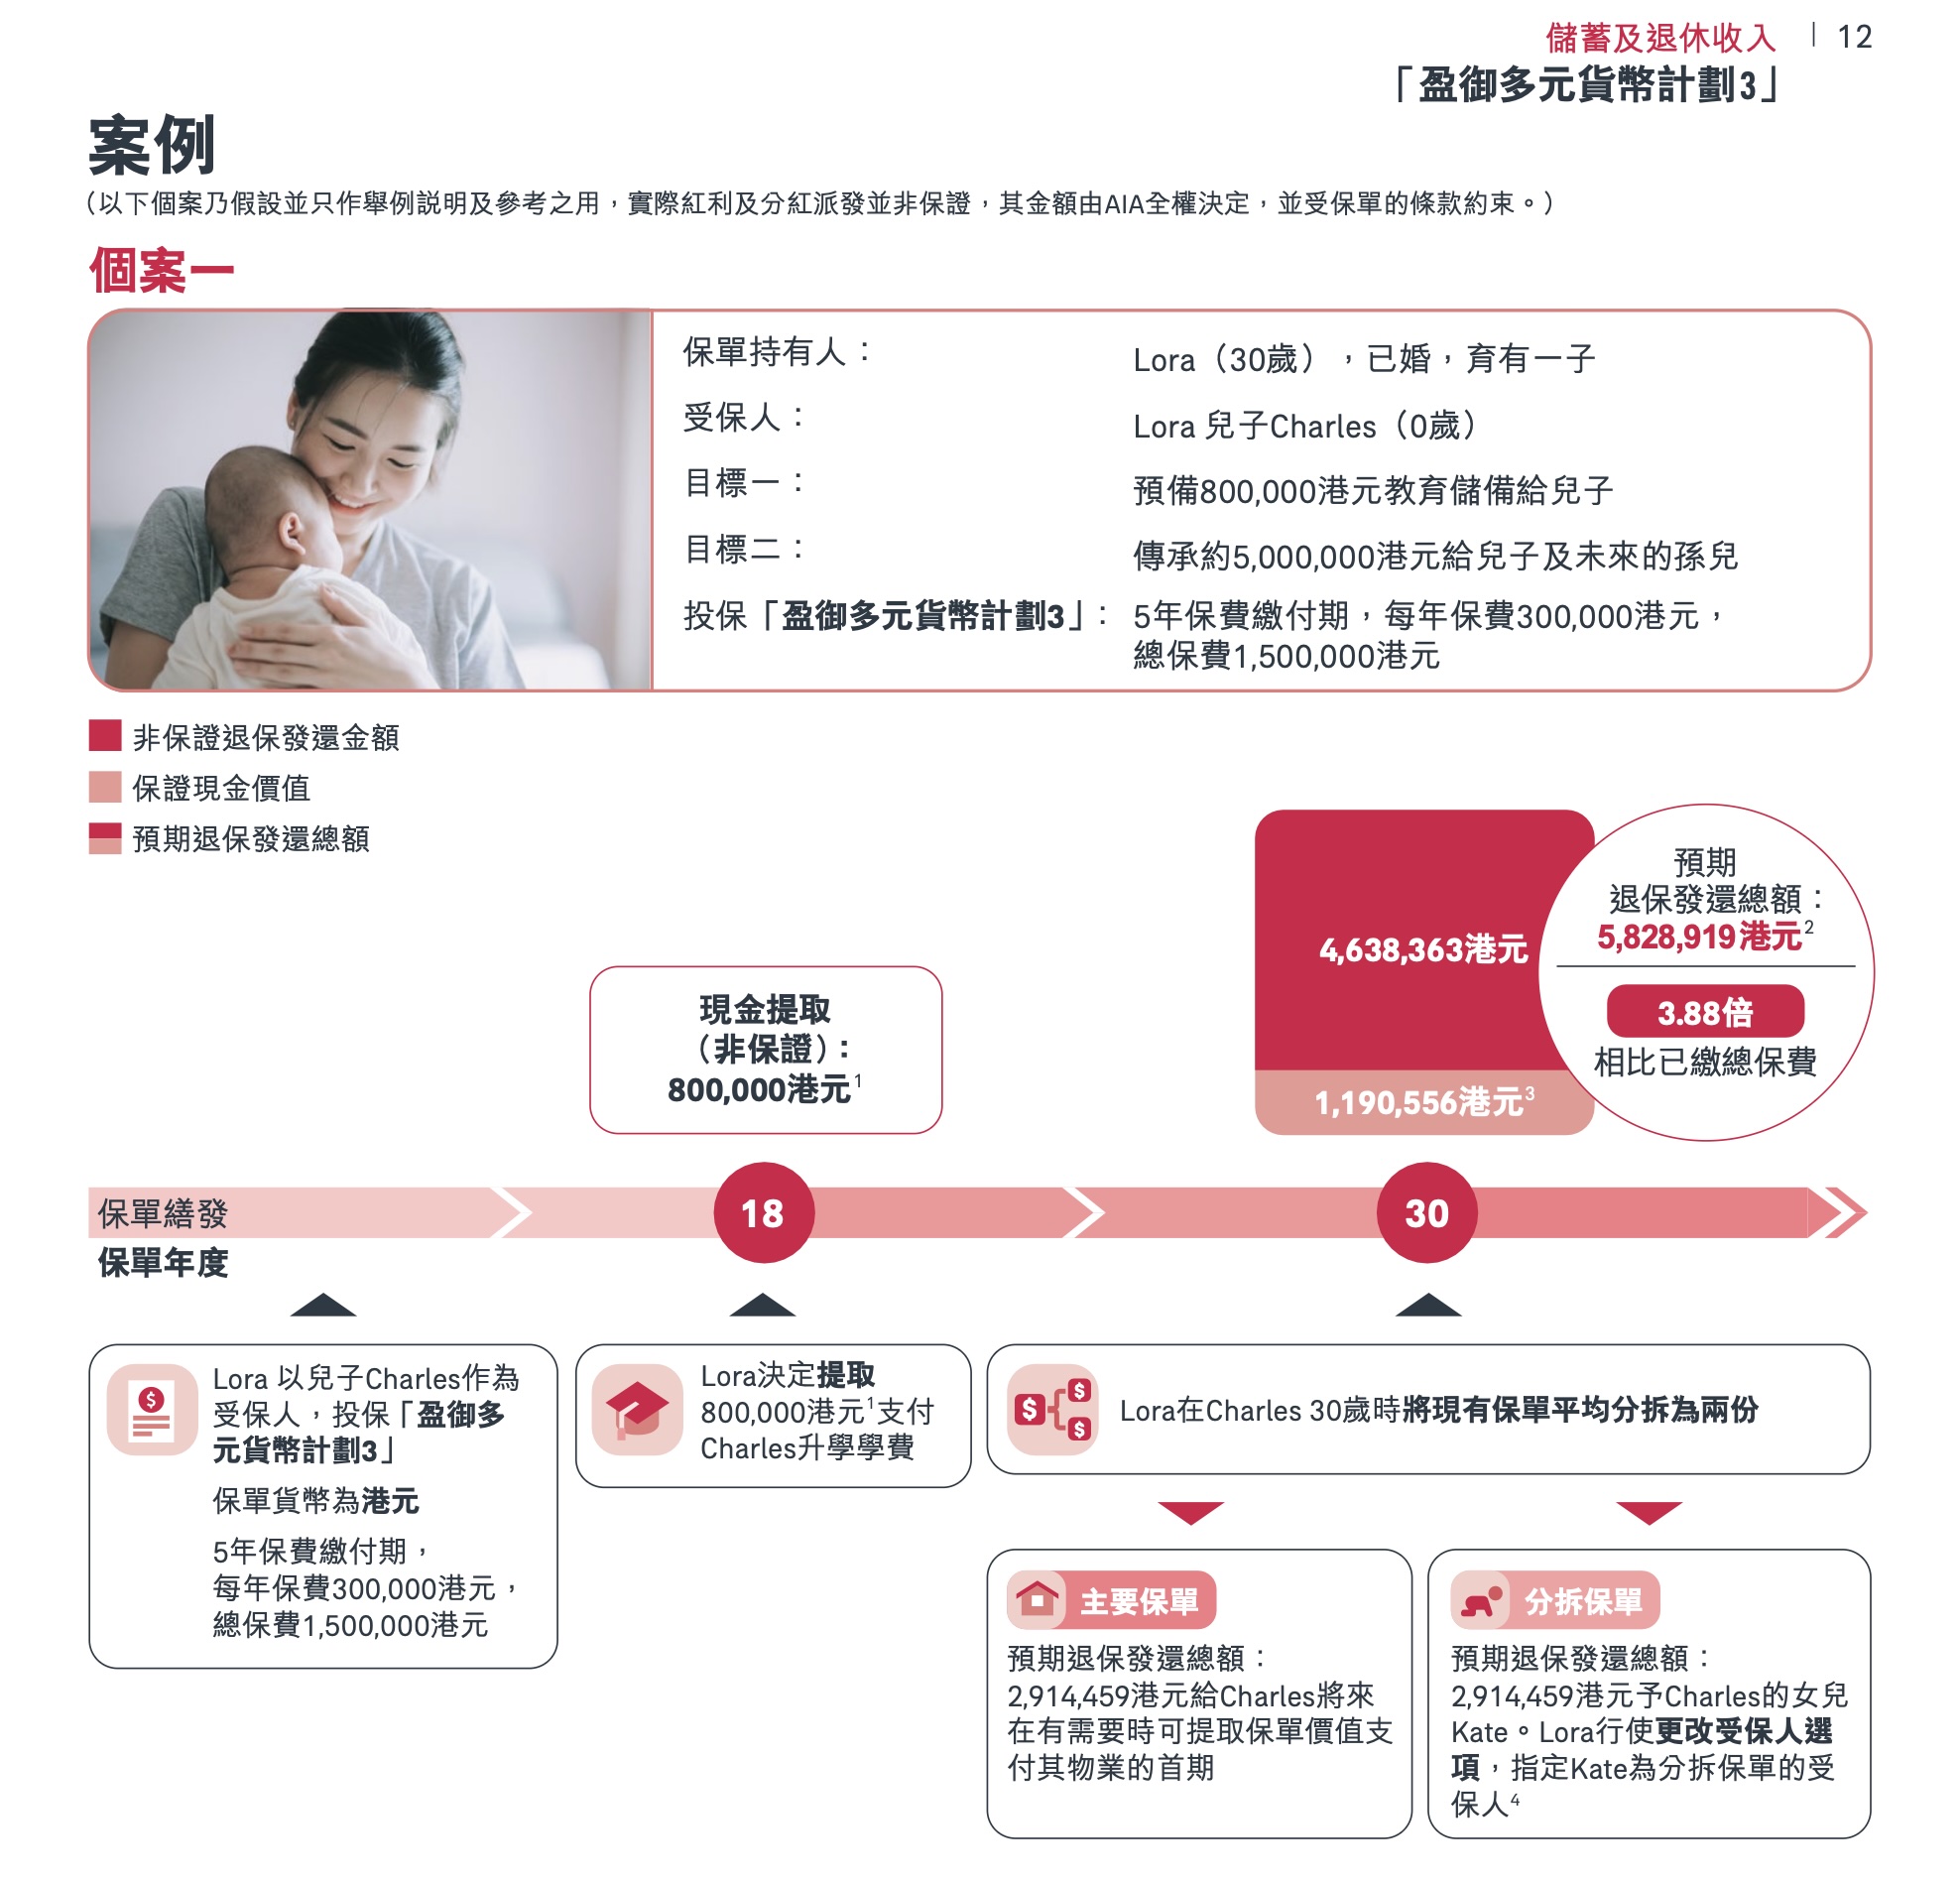 儲蓄及退休收入 | 12
「盈御多元貨幣計劃3」
案例
（以下個案乃假設並只作舉例説明及參考之用，實際紅利及分紅派發並非保證，其金額由AIA全權決定，並受保單的條款約束。）
個案一
保單持有人： Lora（30歲），已婚，育有一子
受保人： Lora 兒子Charles（0歲）
目標一： 預備800,000港元教育儲備給兒子
目標二： 傳承約5,000,000港元給兒子及未來的孫兒
投保「盈御多元貨幣計劃3」： 5年保費繳付期，每年保費300,000港元，
總保費1,500,000港元
非保證退保發還金額
保證現金價值
預期退保發還總額
現金提取
（非保證）：
800,000港元1
4,638,363港元
1,190,556港元3
預期
退保發還總額：
5,828,919港元2
3.88倍
相比已繳總保費
保單繕發
18
30
保單年度
Lora 以兒子Charles作為
受保人，投保「盈御多
元貨幣計劃3」
保單貨幣為港元
5年保費繳付期，
每年保費300,000港元，
總保費1,500,000港元
Lora決定提取
800,000港元1支付
Charles升學學費
Lora在Charles 30歲時將現有保單平均分拆為兩份
主要保單
預期退保發還總額：
2,914,459港元給Charles將來
在有需要時可提取保單價值支
付其物業的首期
分拆保單
預期退保發還總額：
2,914,459港元予Charles的女兒
Kate。Lora行使更改受保人選
項，指定Kate為分拆保單的受
保人4